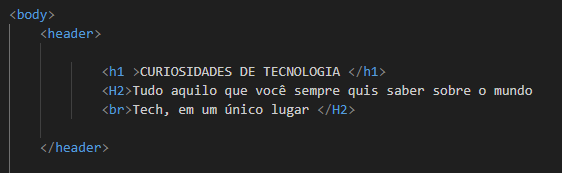 <body>
<header>
<h1 >CURIOSIDADES DE TECNOLOGIA </h1>
<H2>Tudo aquilo que você sempre quis saber sobre o mundo
<br>Tech, em um único lugar </H2>
</header>